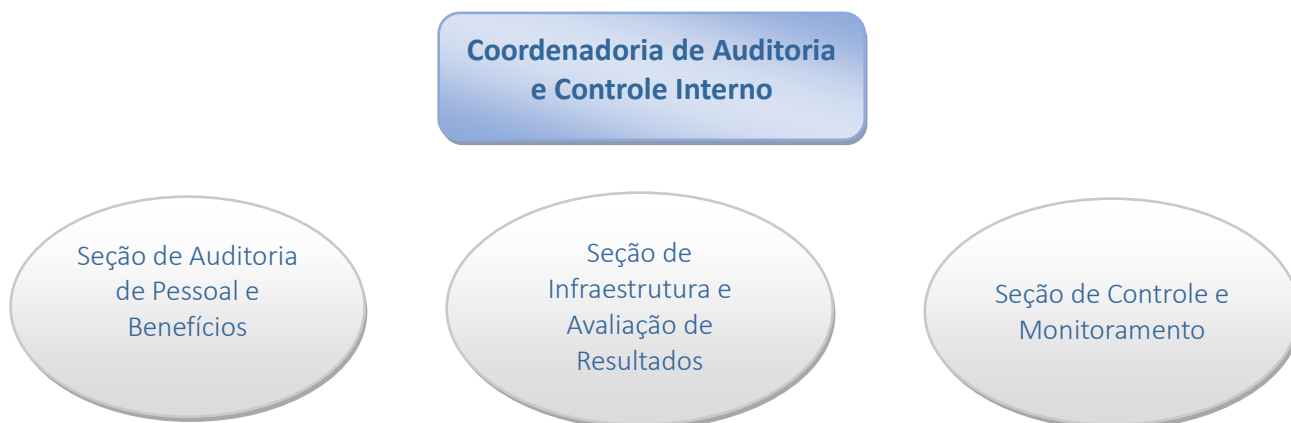 Coordenadoria de Auditoria
e Controle Interno
Seção de Auditoria
de Pessoal e
Benefícios
Seção de
Infraestrutura e
Avaliação de
Resultados
Seção de Controle e
Monitoramento